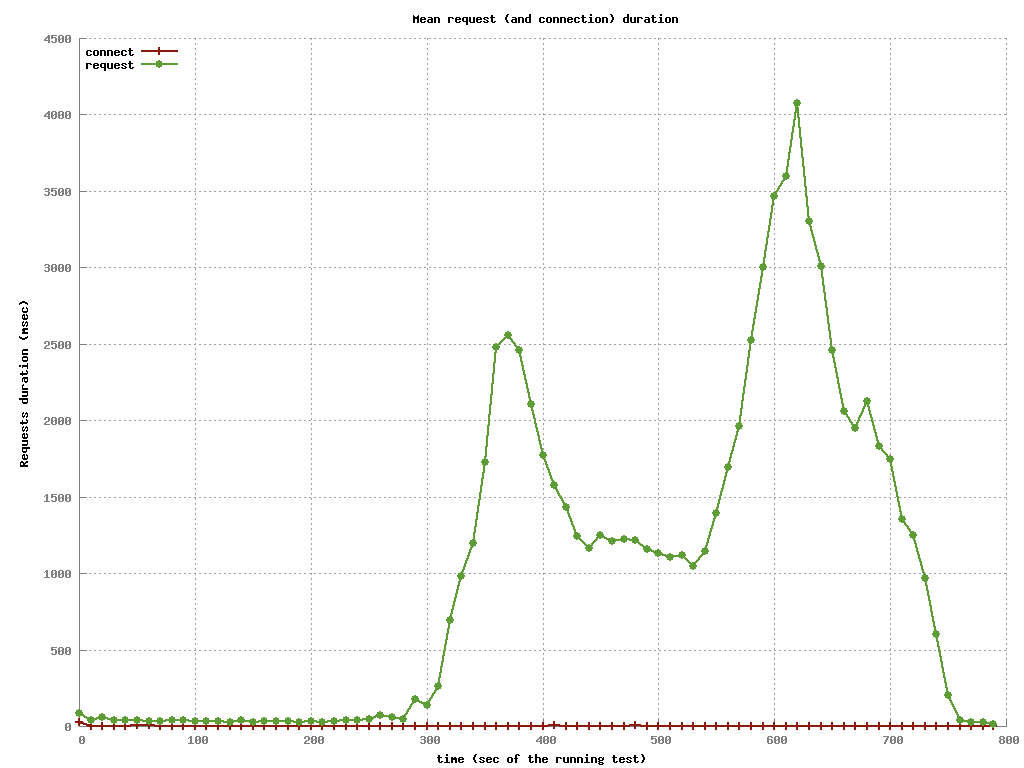 Mean request (and connection) duration
4500
connect
request
4000
3500
3000
2500
2000
1500
1000
500
0
Requests duration (msec)
0 100 200 300 400 500 600 700 800
time (sec of the running test)